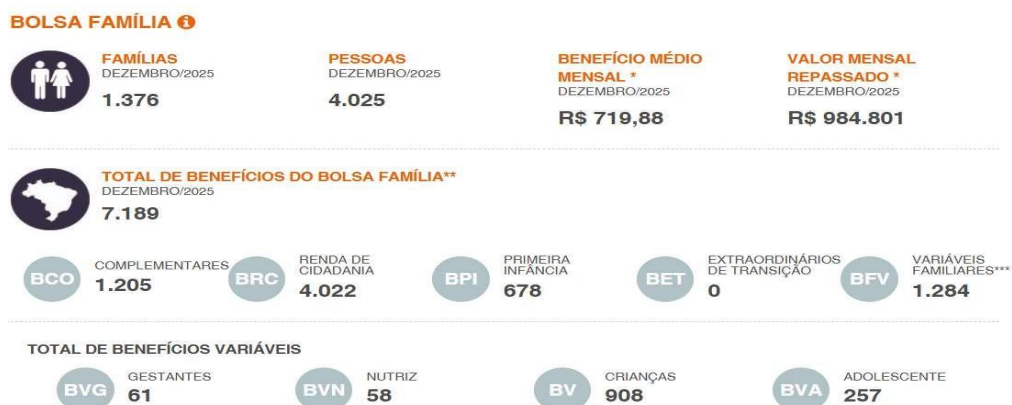 BOLSA FAMÍLIA
FAMÍLIAS
DEZEMBRO/2025
1.376
PESSOAS
DEZEMBRO/2025
4.025
BENEFÍCIO MÉDIO
MENSAL *
DEZEMBRO/2025
R$ 719,88
VALOR MENSAL
REPASSADO *
DEZEMBRO/2025
R$ 984.801
TOTAL DE BENEFÍCIOS DO BOLSA FAMÍLIA**
DEZEMBRO/2025
7.189
BCO
COMPLEMENTARES
1.205
BRC
RENDA DE
CIDADANIA
4.022
BPI
PRIMEIRA
INFÂNCIA
678
BET
EXTRAORDINÁRIOS
DE TRANSIÇÃO
0
BFV
VARIÁVEIS
FAMILIARES***
1.284
TOTAL DE BENEFÍCIOS VARIÁVEIS
BVG
GESTANTES
61
BVN
NUTRIZ
58
BV
CRIANÇAS
908
BVA
ADOLESCENTE
257